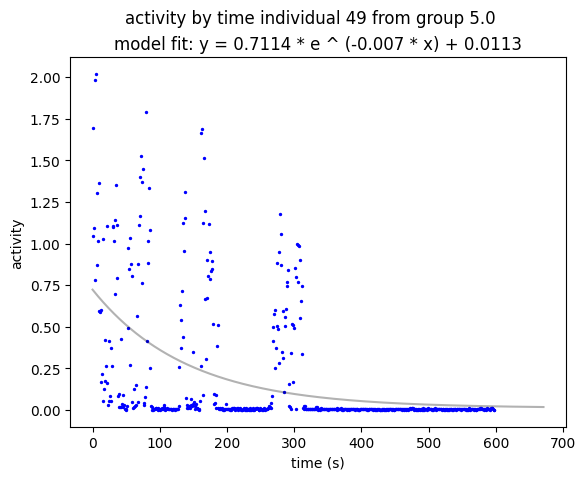 activity by time individual 49 from group 5.0
model fit: y = 0.7114 * e ^ (-0.007 * x) + 0.0113
2.00
1.75
1.50
1.25
1.00
0.75
0.50
0.25
0.00
activity
0 100 200 300 400 500 600 700
time (s)